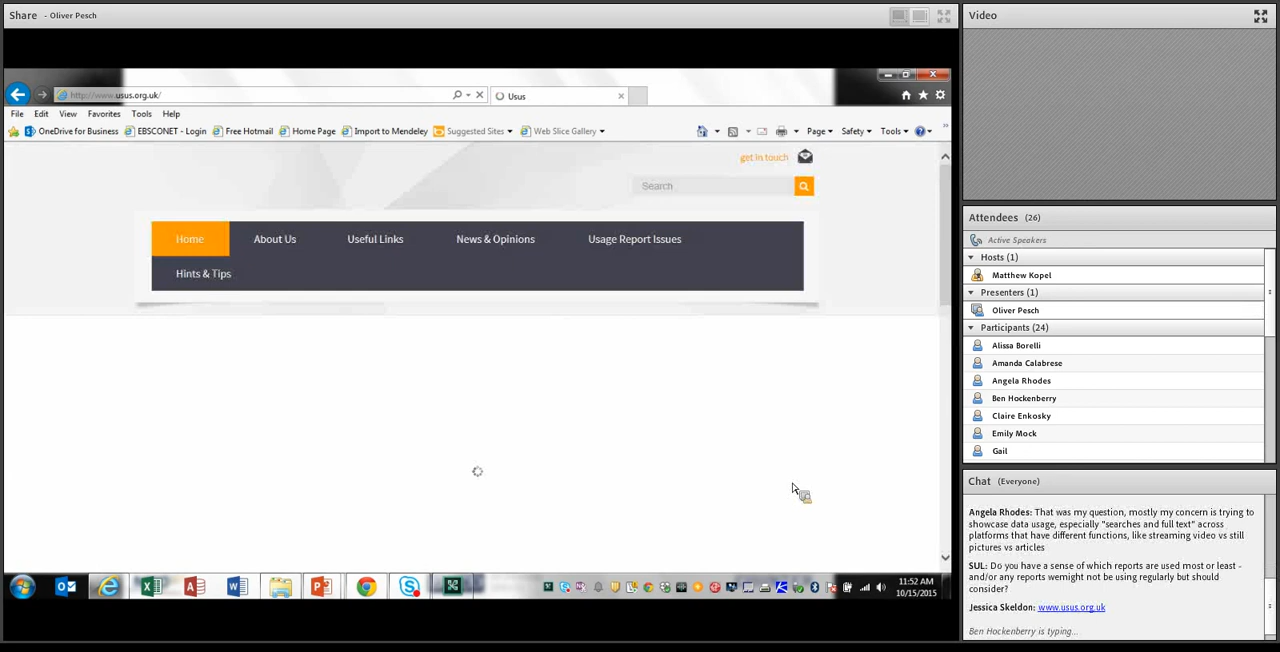 Share - Oliver Pesch
http://www.usus.org.uk/
Usus
File Edit View Favorites Tools Help
OneDrive for Business EBSCONET - Login Free Hotmail Home Page Import to Mendeley Suggested Sites Web Slice Gallery Page Safety Tools
get in touch
Search
Home About Us Useful Links News & Opinions Usage Report Issues
Hints & Tips
11:52 AM
10/15/2015
Video
Attendees (26)
Active Speakers
Hosts (1)
Matthew Kopel
Presenters (1)
Oliver Pesch
Participants (24)
Alissa Borelli
Amanda Calabrese
Angela Rhodes
Ben Hockenberry
Claire Enkosky
Emily Mock
Gail
Chat (Everyone)
Angela Rhodes: That was my question, mostly my concern is trying to
showcase data usage, especially "searches and full text" across
platforms that have different functions, like streaming video vs still
pictures vs articles
SUL: Do you have a sense of which reports are used most or least -
and/or any reports wemight not be using regularly but should
consider?
Jessica Skeldon: www.usus.org.uk
Ben Hockenberry is typing...